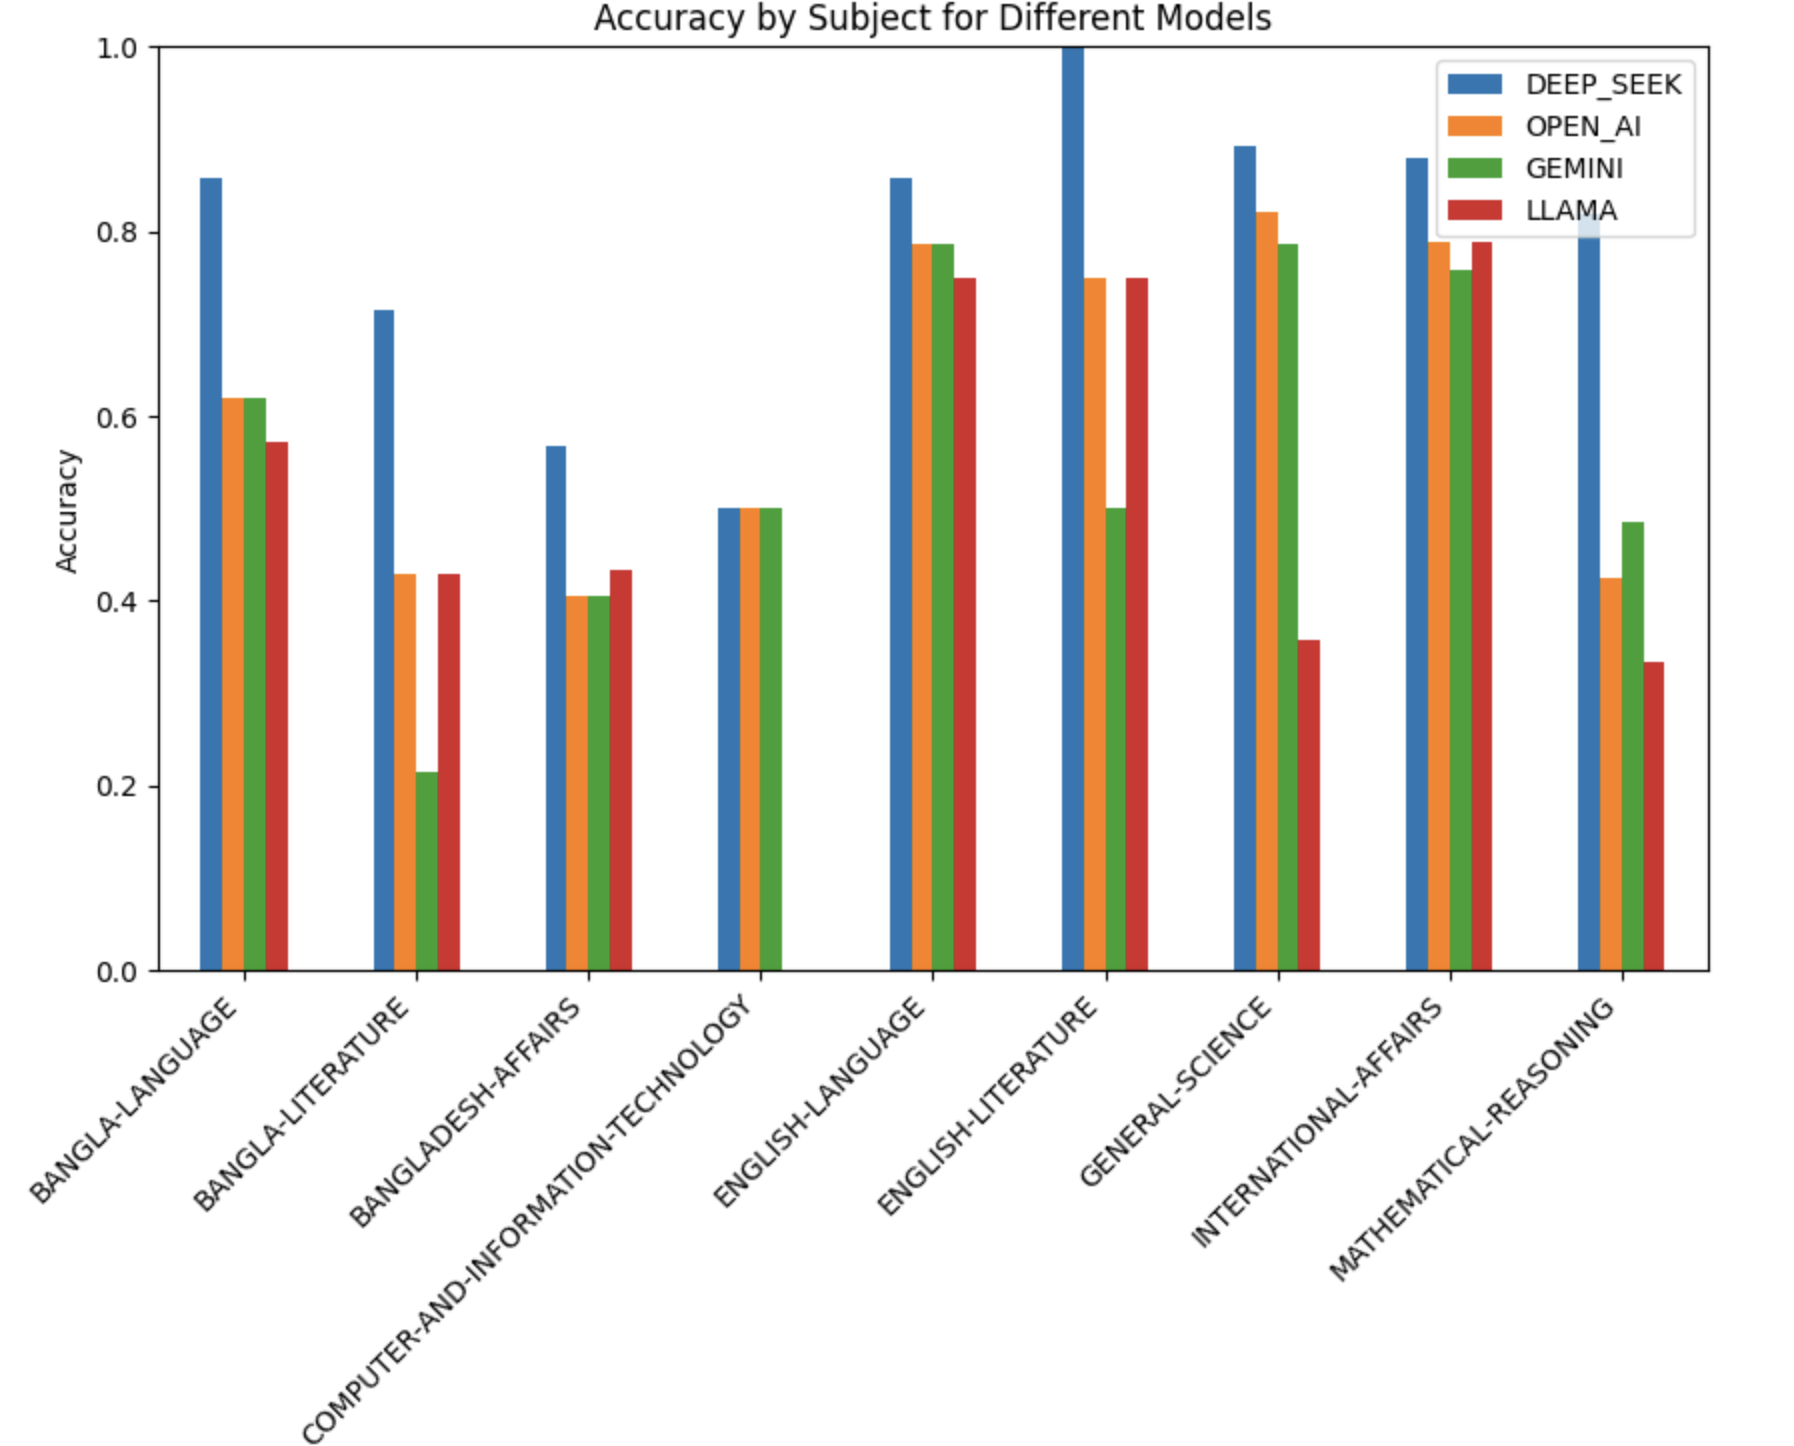 Accuracy by Subject for Different Models
1.0
0.8
0.6
0.4
0.2
0.0
Accuracy
DEEP_SEEK
OPEN_AI
GEMINI
LLAMA
BANGLA-LANGUAGE
BANGLA-LITERATURE
BANGLADESH-AFFAIRS
COMPUTER-AND-INFORMATION-TECHNOLOGY
ENGLISH-LANGUAGE
ENGLISH-LITERATURE
GENERAL-SCIENCE
INTERNATIONAL-AFFAIRS
MATHEMATICAL-REASONING